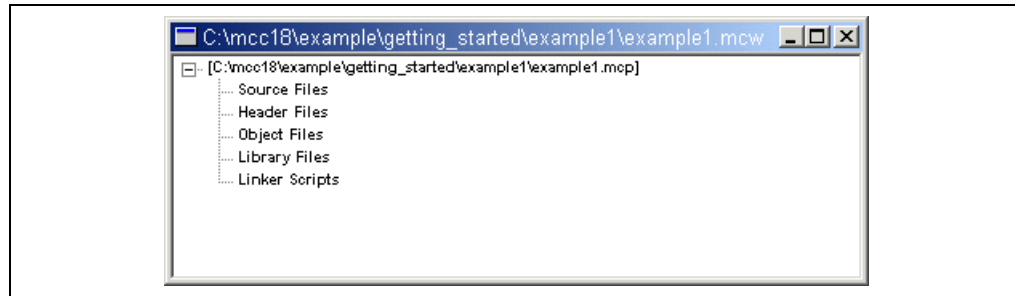 C:\mcc18\example\getting_started\example1\example1.mcw
[C:\mcc18\example\getting_started\example1\example1.mcp]
Source Files
Header Files
Object Files
Library Files
Linker Scripts